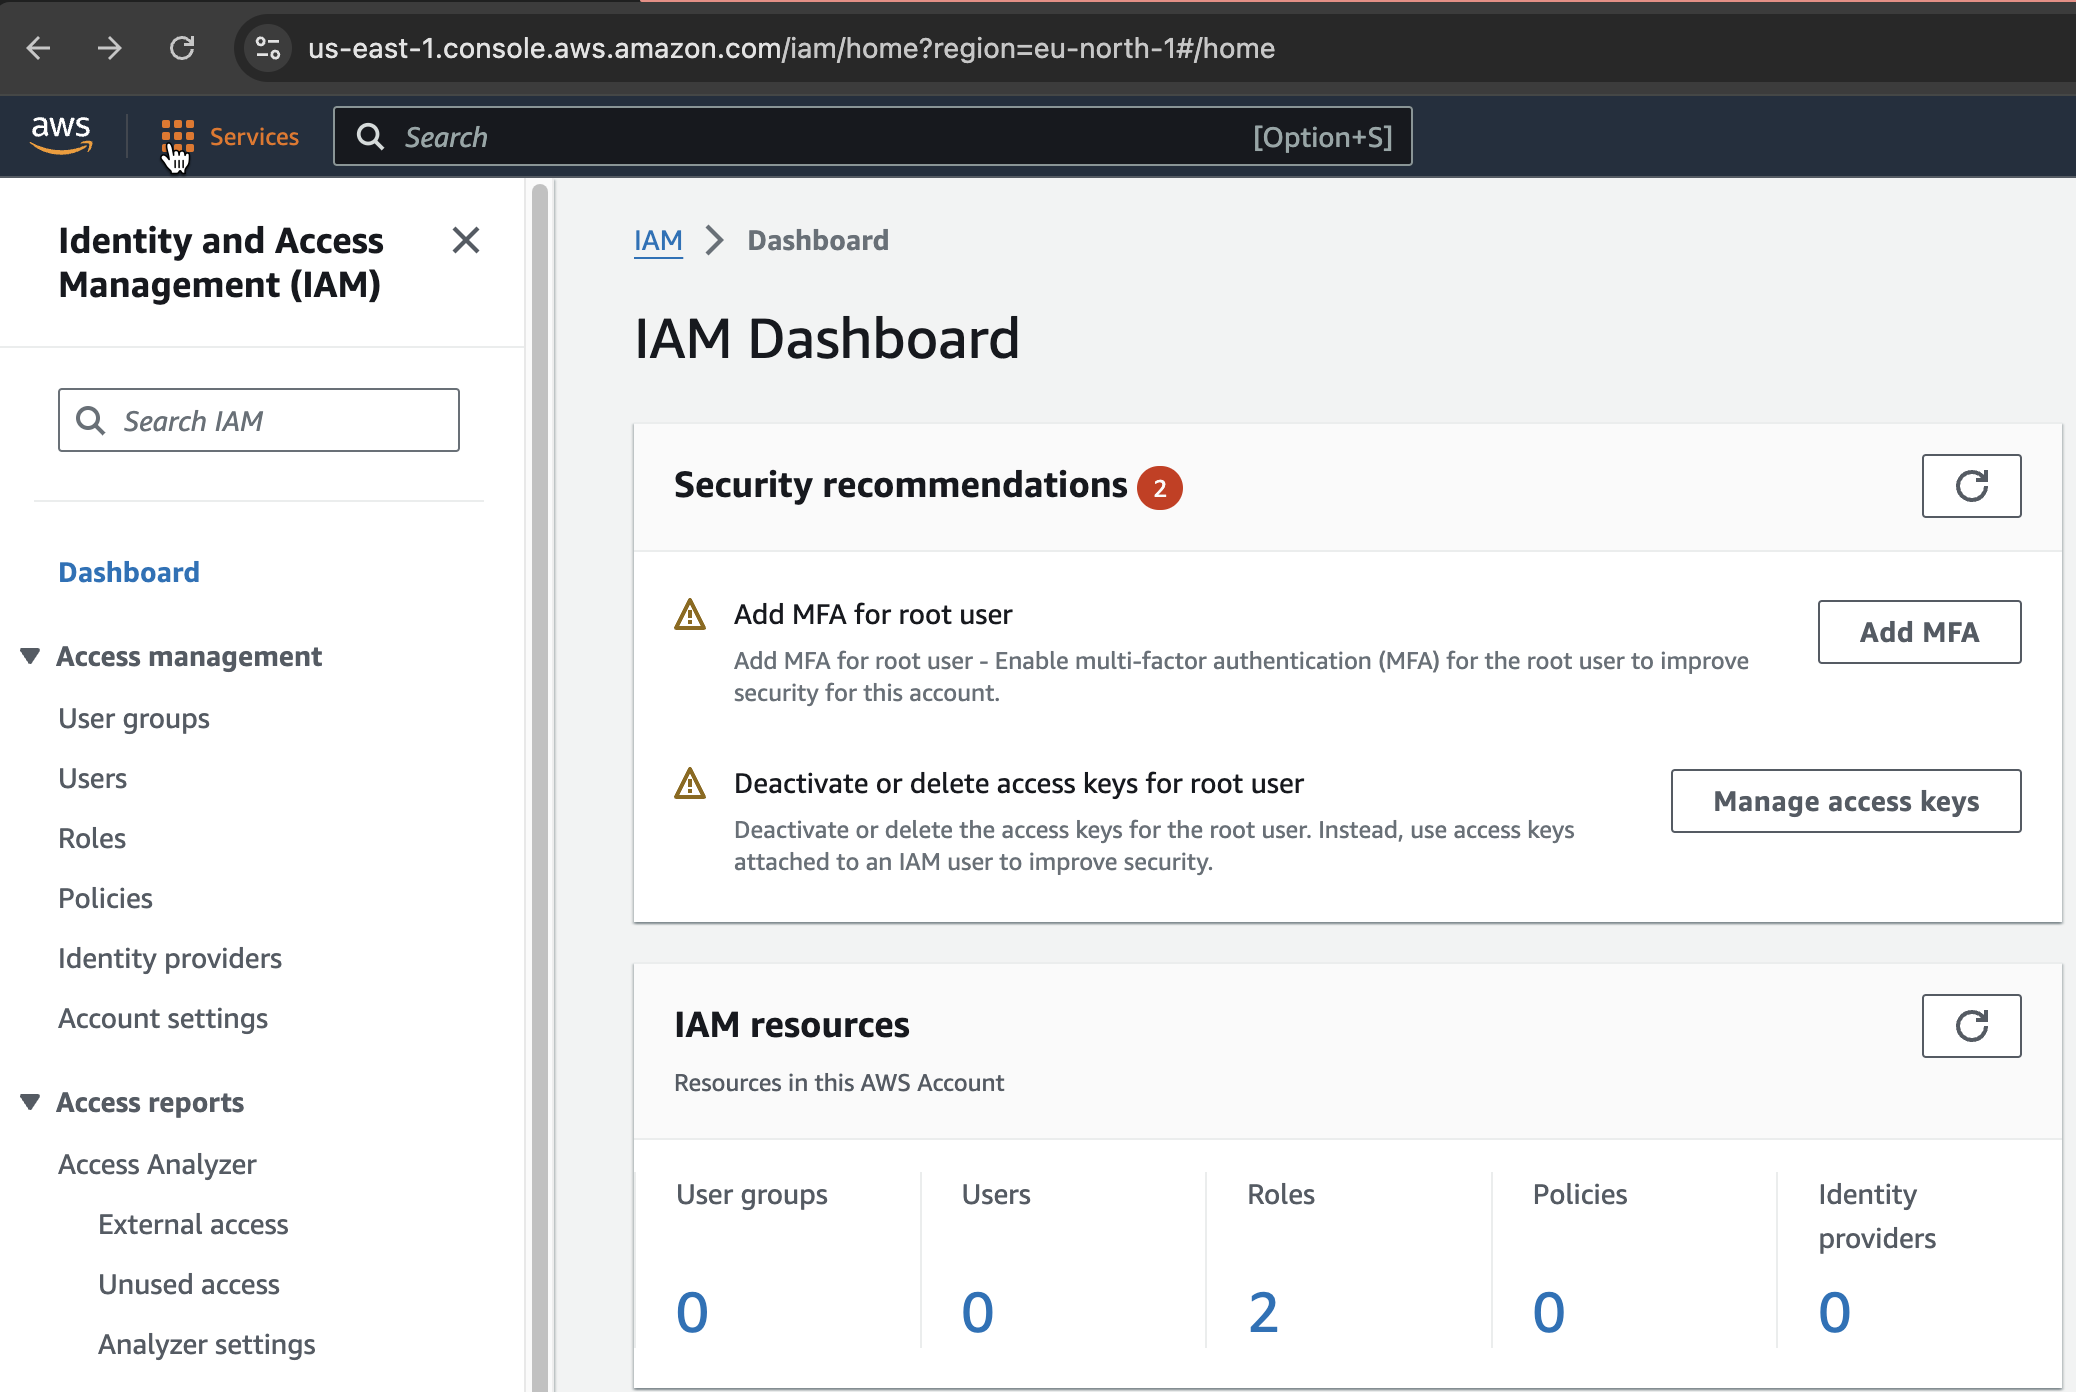 us-east-1.console.aws.amazon.com/iam/home?region=eu-north-1#/home
aws
Services
Search
[Option+S]
Identity and Access
Management (IAM)
Search IAM
Dashboard
Access management
User groups
Users
Roles
Policies
Identity providers
Account settings
Access reports
Access Analyzer
External access
Unused access
Analyzer settings
IAM
Dashboard
IAM Dashboard
Security recommendations 2
Add MFA for root user
Add MFA for root user - Enable multi-factor authentication (MFA) for the root user to improve
security for this account.
Add MFA
Deactivate or delete access keys for root user
Deactivate or delete the access keys for the root user. Instead, use access keys
attached to an IAM user to improve security.
Manage access keys
IAM resources
Resources in this AWS Account
User groups
0
Users
0
Roles
2
Policies
0
Identity
providers
0